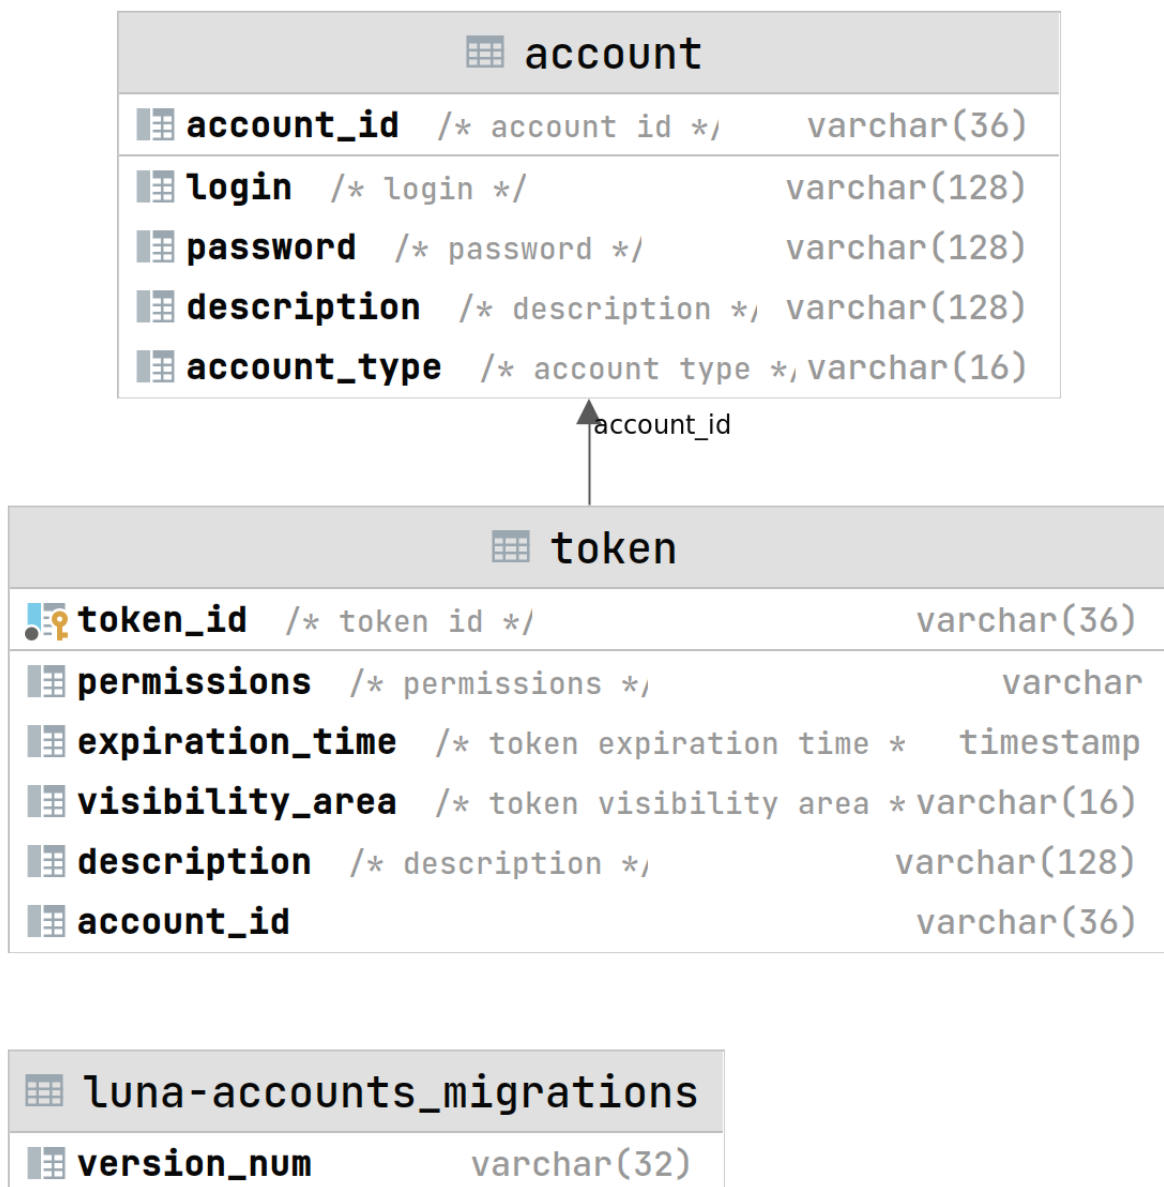 account
account_id /* account id */ varchar(36)
login /* login */ varchar(128)
password /* password */ varchar(128)
description /* description */ varchar(128)
account_type /* account type */ varchar(16)
account_id
token
token_id /* token id */ varchar(36)
permissions /* permissions */ varchar
expiration_time /* token expiration time * timestamp
visibility_area /* token visibility area * varchar(16)
description /* description */ varchar(128)
account_id varchar(36)
luna-accounts_migrations
version_num varchar(32)